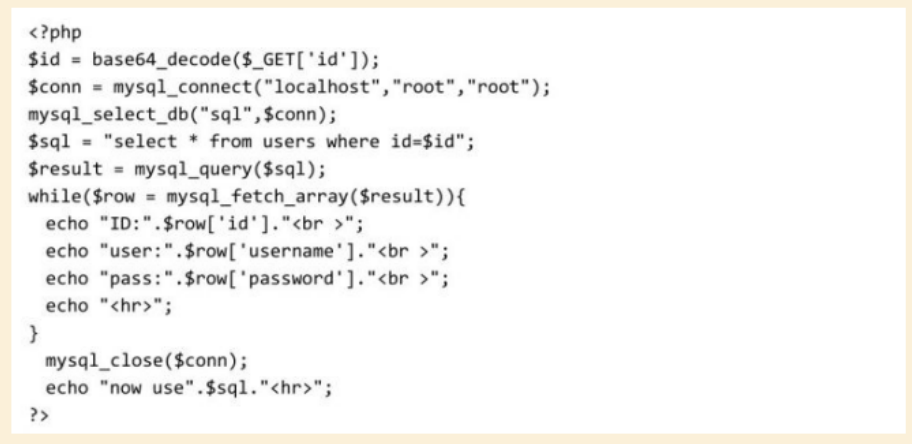 <?php
$id = base64_decode($_GET['id']);
$conn = mysql_connect("localhost","root","root");
mysql_select_db("sql",$conn);
$sql = "select * from users where id=$id";
$result = mysql_query($sql);
while($row = mysql_fetch_array($result)){
  echo "ID:".$row['id']."<br >";
  echo "user:".$row['username']."<br >";
  echo "pass:".$row['password']."<br >";
  echo "<hr>";
}
  mysql_close($conn);
  echo "now use".$sql."<hr>";
?>